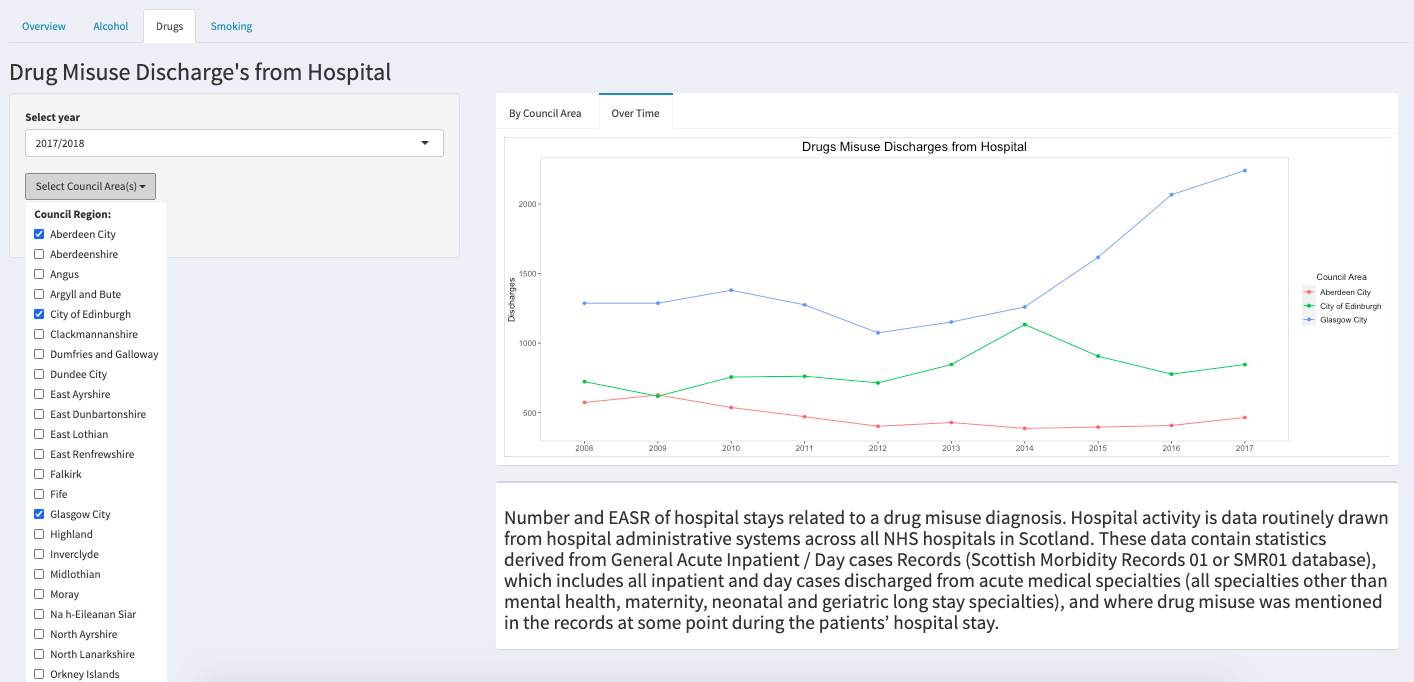 Overview
Alcohol
Drugs
Smoking
Drug Misuse Discharge's from Hospital
Select year
2017/2018
Select Council Area(s)
Council Region:
Aberdeen City
Aberdeenshire
Angus
Argyll and Bute
City of Edinburgh
Clackmannanshire
Dumfries and Galloway
Dundee City
East Ayrshire
East Dunbartonshire
East Lothian
East Renfrewshire
Falkirk
Fife
Glasgow City
Highland
Inverclyde
Midlothian
Moray
Na h-Eileanan Siar
North Ayrshire
North Lanarkshire
Orkney Islands
By Council Area
Over Time
Drugs Misuse Discharges from Hospital
Discharges
2000
1500
1000
500
2008 2009 2010 2011 2012 2013 2014 2015 2016 2017
Council Area
Aberdeen City
City of Edinburgh
Glasgow City
Number and EASR of hospital stays related to a drug misuse diagnosis. Hospital activity is data routinely drawn
from hospital administrative systems across all NHS hospitals in Scotland. These data contain statistics
derived from General Acute Inpatient / Day cases Records (Scottish Morbidity Records 01 or SMR01 database),
which includes all inpatient and day cases discharged from acute medical specialties (all specialties other than
mental health, maternity, neonatal and geriatric long stay specialties), and where drug misuse was mentioned
in the records at some point during the patients’ hospital stay.